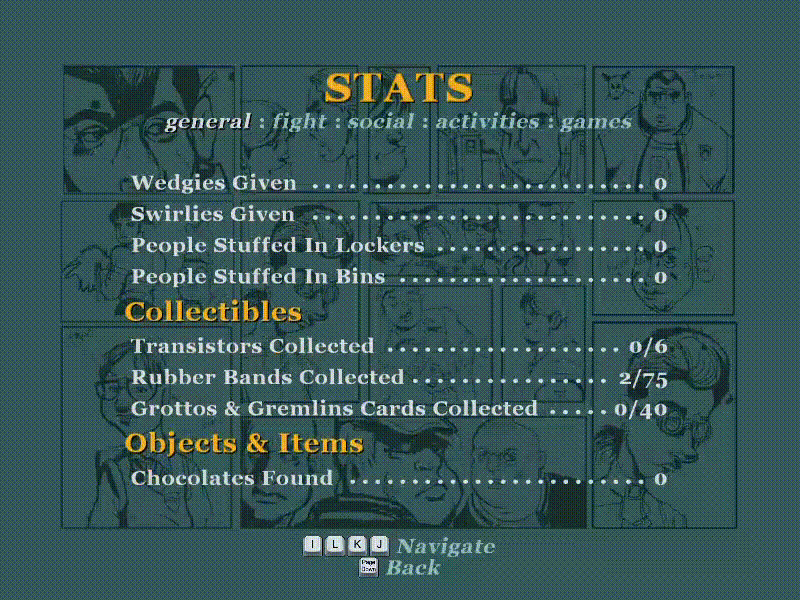 STATS
general : fight : social : activities : games
Wedgies Given ........................... 0
Swirlies Given ........................... 0
People Stuffed In Lockers ................. 0
People Stuffed In Bins .................... 0
Collectibles
Transistors Collected ................... 0/6
Rubber Bands Collected ................ 2/75
Grottos & Gremlins Cards Collected ..... 0/40
Objects & Items
Chocolates Found ........................ 0
I L K J Navigate
Page Down Back